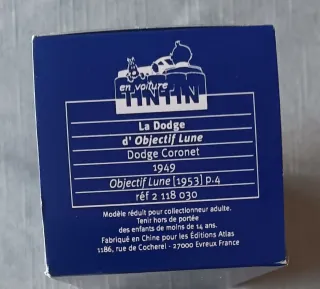 en voiture
TINTIN
La Dodge
d' Objectif Lune
Dodge Coronet
1949
Objectif Lune [1953] p.4
réf 2 118 030
Modèle réduit pour collectionneur adulte.
Tenir hors de portée
des enfants de moins de 14 ans.
Fabriqué en Chine pour les Editions Atlas
1186, rue de Cocherel - 27000 Evreux France